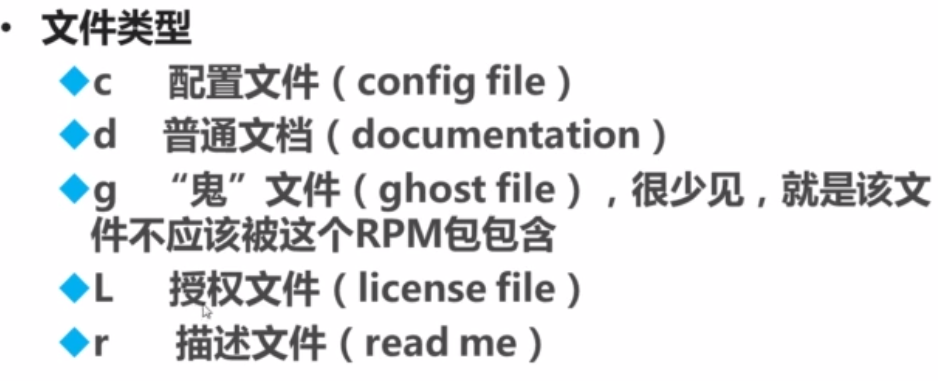 • 文件类型
◆c 配置文件（config file）
◆d 普通文档（documentation）
◆g “鬼”文件（ghost file），很少见，就是该文
件不应该被这个RPM包包含
◆L 授权文件（license file）
◆r 描述文件（read me）